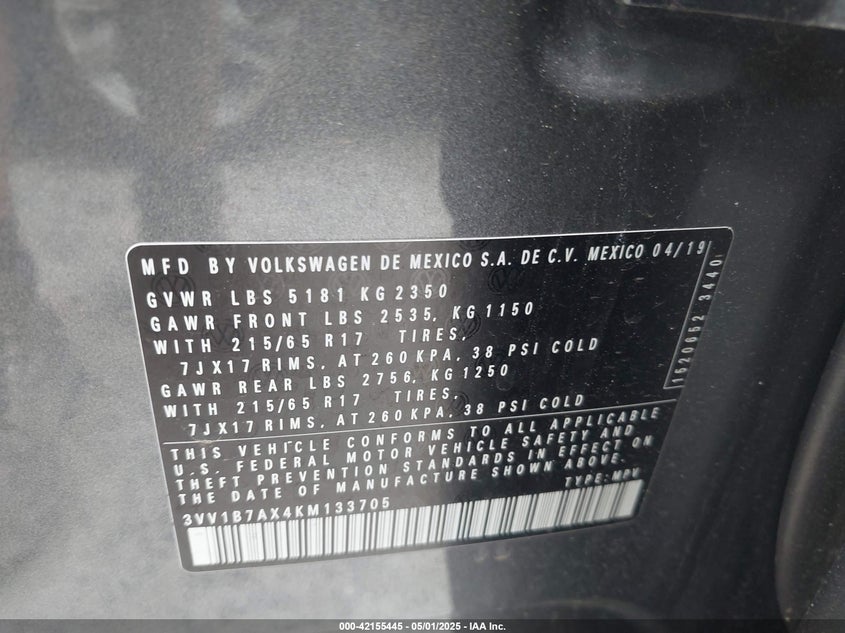 MFD BY VOLKSWAGEN DE MEXICO S.A. DE C.V. MEXICO 04/19
GVWR LBS 5181 KG 2350
GAWR FRONT LBS 2535, KG 1150
WITH 215/65 R17 TIRES,
7JX17 RIMS, AT 260 KPA, 38 PSI COLD
GAWR REAR LBS 2756, KG 1250
WITH 215/65 R17 TIRES,
7JX17 RIMS, AT 260 KPA, 38 PSI COLD
1520652 3440
THIS VEHICLE CONFORMS TO ALL APPLICABLE
U.S. FEDERAL MOTOR VEHICLE SAFETY AND
THEFT PREVENTION STANDARDS IN EFFECT ON
THE DATE OF MANUFACTURE SHOWN ABOVE.
TYPE: MPV
3VV1B7AX4KM133705
000-42155445 - 05/01/2025 - IAA Inc.